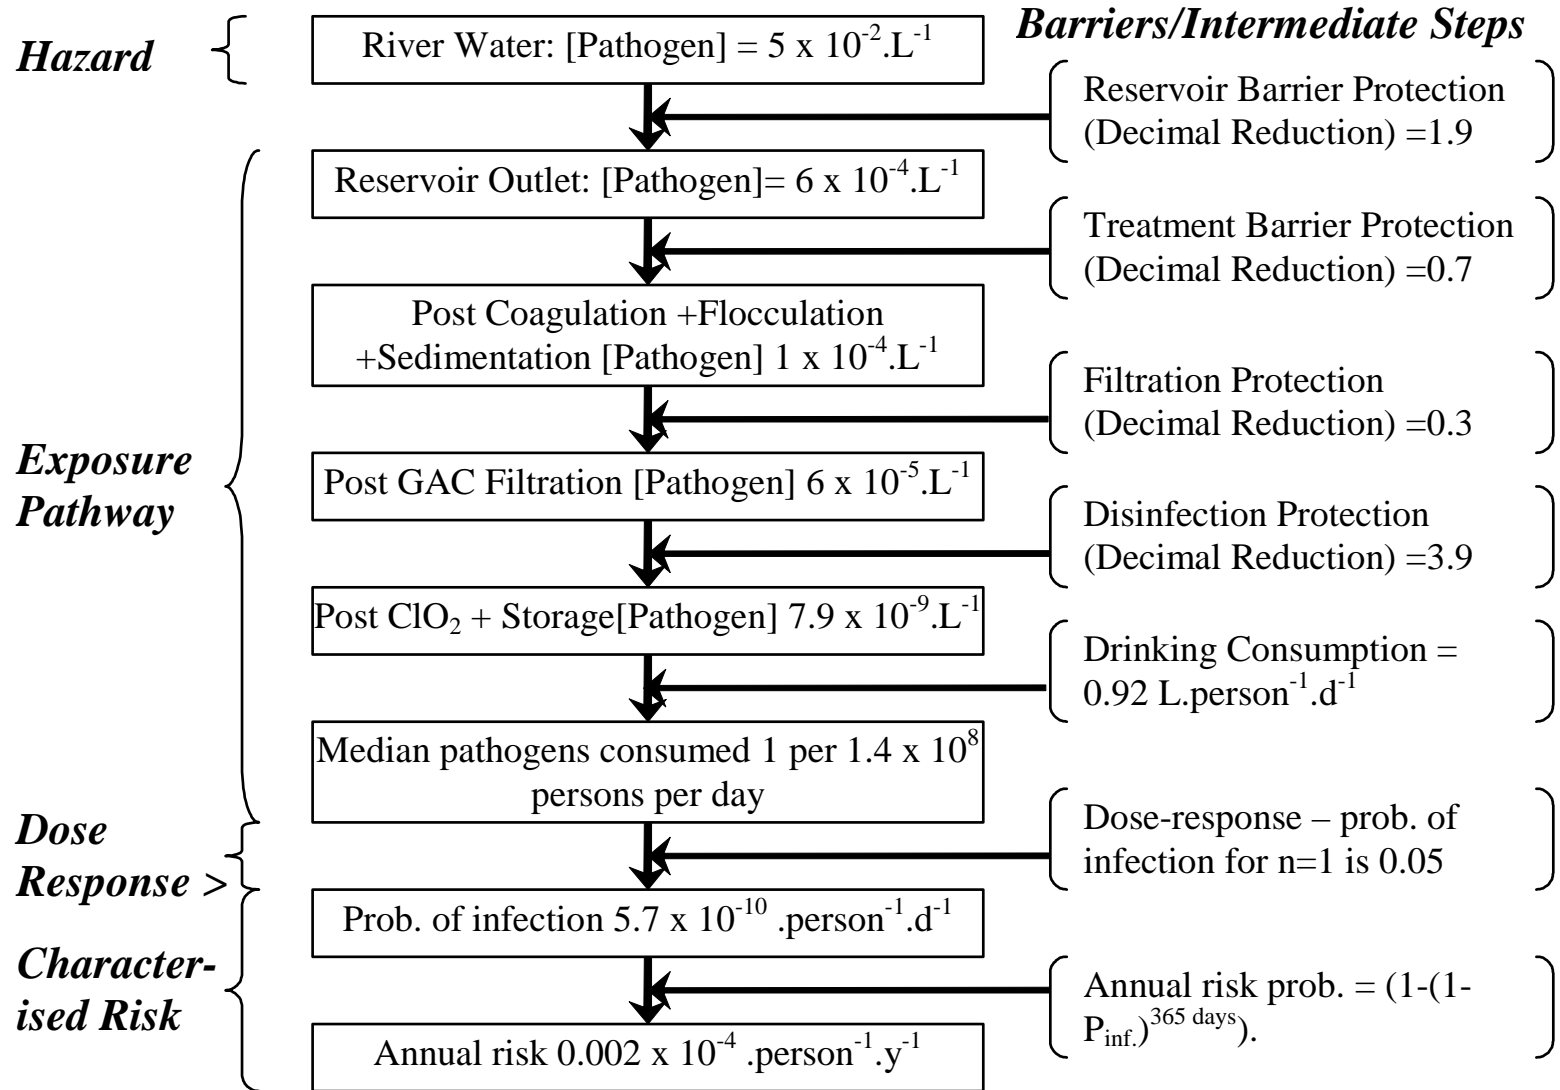 Barriers/Intermediate Steps
Hazard
River Water: [Pathogen] = 5 x 10⁻².L⁻¹
Reservoir Barrier Protection
(Decimal Reduction) =1.9
Reservoir Outlet: [Pathogen]= 6 x 10⁻⁴.L⁻¹
Treatment Barrier Protection
(Decimal Reduction) =0.7
Post Coagulation +Flocculation
+Sedimentation [Pathogen] 1 x 10⁻⁴.L⁻¹
Filtration Protection
(Decimal Reduction) =0.3
Exposure
Pathway
Post GAC Filtration [Pathogen] 6 x 10⁻⁵.L⁻¹
Disinfection Protection
(Decimal Reduction) =3.9
Post ClO₂ + Storage[Pathogen] 7.9 x 10⁻⁹.L⁻¹
Drinking Consumption =
0.92 L.person⁻¹.d⁻¹
Median pathogens consumed 1 per 1.4 x 10⁸
persons per day
Dose
Response >
Dose-response – prob. of
infection for n=1 is 0.05
Prob. of infection 5.7 x 10⁻¹⁰ .person⁻¹.d⁻¹
Character-
ised Risk
Annual risk prob. = (1-(1-
P_inf.)³⁶⁵ ᵈᵃʸˢ).
Annual risk 0.002 x 10⁻⁴ .person⁻¹.y⁻¹